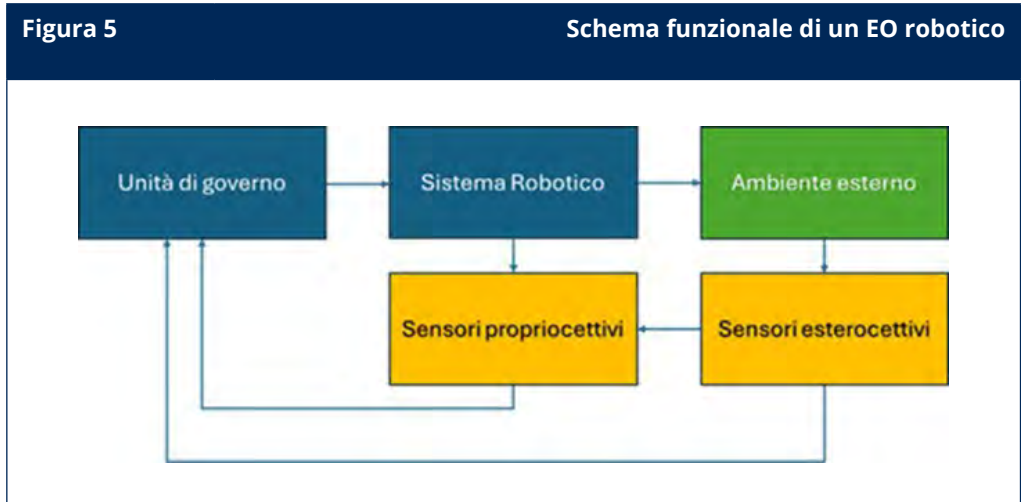 Figura 5
Schema funzionale di un EO robotico
Unità di governo
Sistema Robotico
Ambiente esterno
Sensori propriocettivi
Sensori esterocettivi